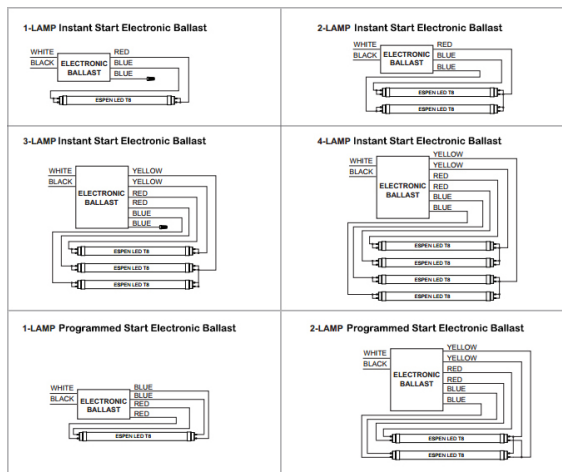 1-LAMP Instant Start Electronic Ballast
WHITE
BLACK
ELECTRONIC
BALLAST
RED
BLUE
BLUE
ESPEN LED T8
2-LAMP Instant Start Electronic Ballast
WHITE
BLACK
ELECTRONIC
BALLAST
RED
BLUE
BLUE
ESPEN LED T8
ESPEN LED T8
3-LAMP Instant Start Electronic Ballast
WHITE
BLACK
ELECTRONIC
BALLAST
YELLOW
YELLOW
RED
RED
BLUE
BLUE
ESPEN LED T8
ESPEN LED T8
ESPEN LED T8
4-LAMP Instant Start Electronic Ballast
WHITE
BLACK
ELECTRONIC
BALLAST
YELLOW
YELLOW
RED
RED
BLUE
BLUE
ESPEN LED T8
ESPEN LED T8
ESPEN LED T8
ESPEN LED T8
1-LAMP Programmed Start Electronic Ballast
WHITE
BLACK
ELECTRONIC
BALLAST
BLUE
BLUE
RED
RED
ESPEN LED T8
2-LAMP Programmed Start Electronic Ballast
WHITE
BLACK
ELECTRONIC
BALLAST
YELLOW
YELLOW
RED
RED
BLUE
BLUE
ESPEN LED T8
ESPEN LED T8